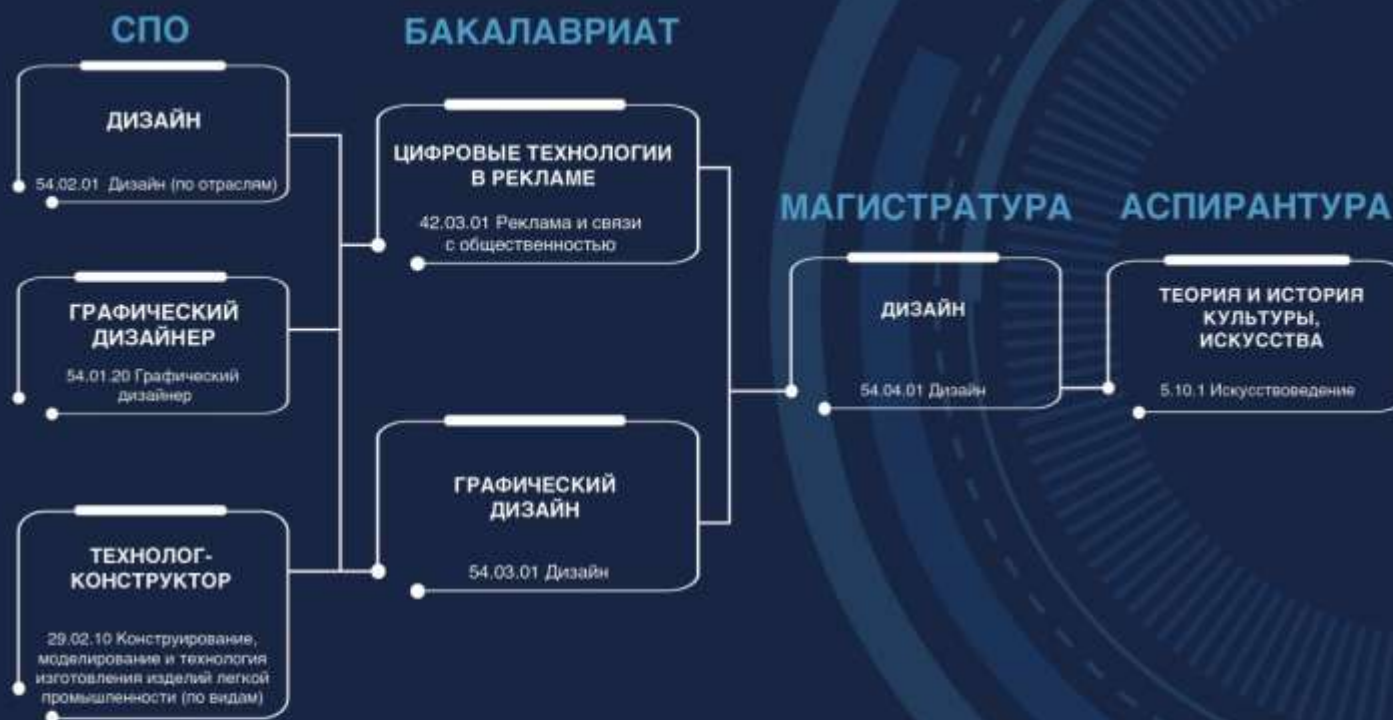 СПО
ДИЗАЙН
54.02.01 Дизайн (по отраслям)
ГРАФИЧЕСКИЙ
ДИЗАЙНЕР
54.01.20 Графический
дизайнер
ТЕХНОЛОГ-
КОНСТРУКТОР
29.02.10 Конструирование,
моделирование и технология
изготовления изделий легкой
промышленности (по видам)
БАКАЛАВРИАТ
ЦИФРОВЫЕ ТЕХНОЛОГИИ
В РЕКЛАМЕ
42.03.01 Реклама и связи
с общественностью
ГРАФИЧЕСКИЙ
ДИЗАЙН
54.03.01 Дизайн
МАГИСТРАТУРА
ДИЗАЙН
54.04.01 Дизайн
АСПИРАНТУРА
ТЕОРИЯ И ИСТОРИЯ
КУЛЬТУРЫ,
ИСКУССТВА
5.10.1 Искусствоведение